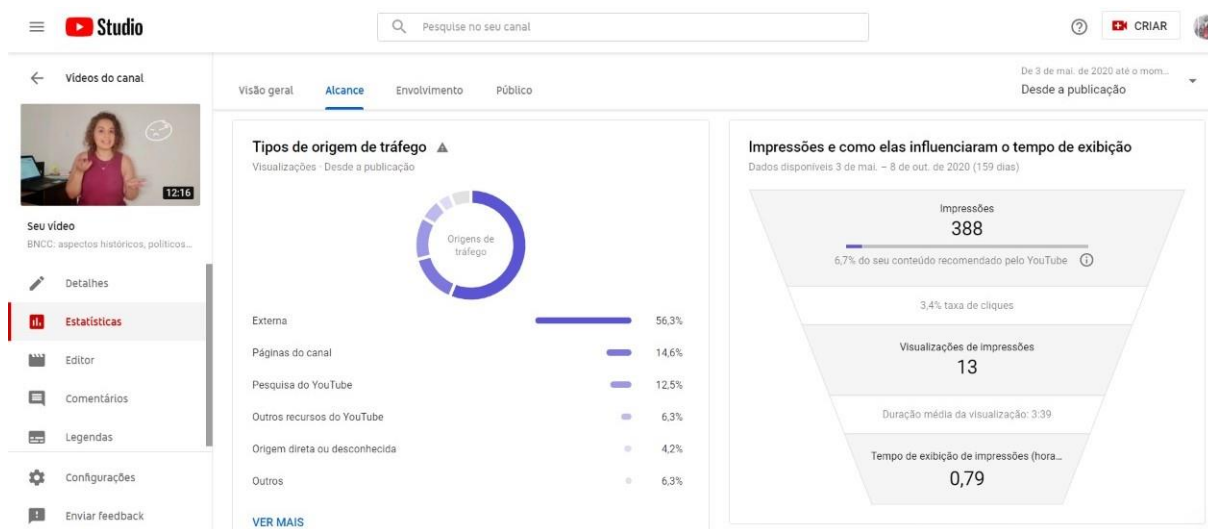 Studio
Pesquise no seu canal
CRIAR
Vídeos do canal
12:16
Seu vídeo
BNCC: aspectos históricos, políticos...
Detalhes
Estatísticas
Editor
Comentários
Legendas
Configurações
Enviar feedback
Visão geral
Alcance
Envolvimento
Público
De 3 de mai. de 2020 até o mom...
Desde a publicação
Tipos de origem de tráfego
Visualizações · Desde a publicação
Origens de
tráfego
Externa 56,3%
Páginas do canal 14,6%
Pesquisa do YouTube 12,5%
Outros recursos do YouTube 6,3%
Origem direta ou desconhecida 4,2%
Outros 6,3%
VER MAIS
Impressões e como elas influenciaram o tempo de exibição
Dados disponíveis 3 de mai. – 8 de out. de 2020 (159 dias)
Impressões
388
6,7% do seu conteúdo recomendado pelo YouTube
3,4% taxa de cliques
Visualizações de impressões
13
Duração média da visualização: 3:39
Tempo de exibição de impressões (hora...
0,79